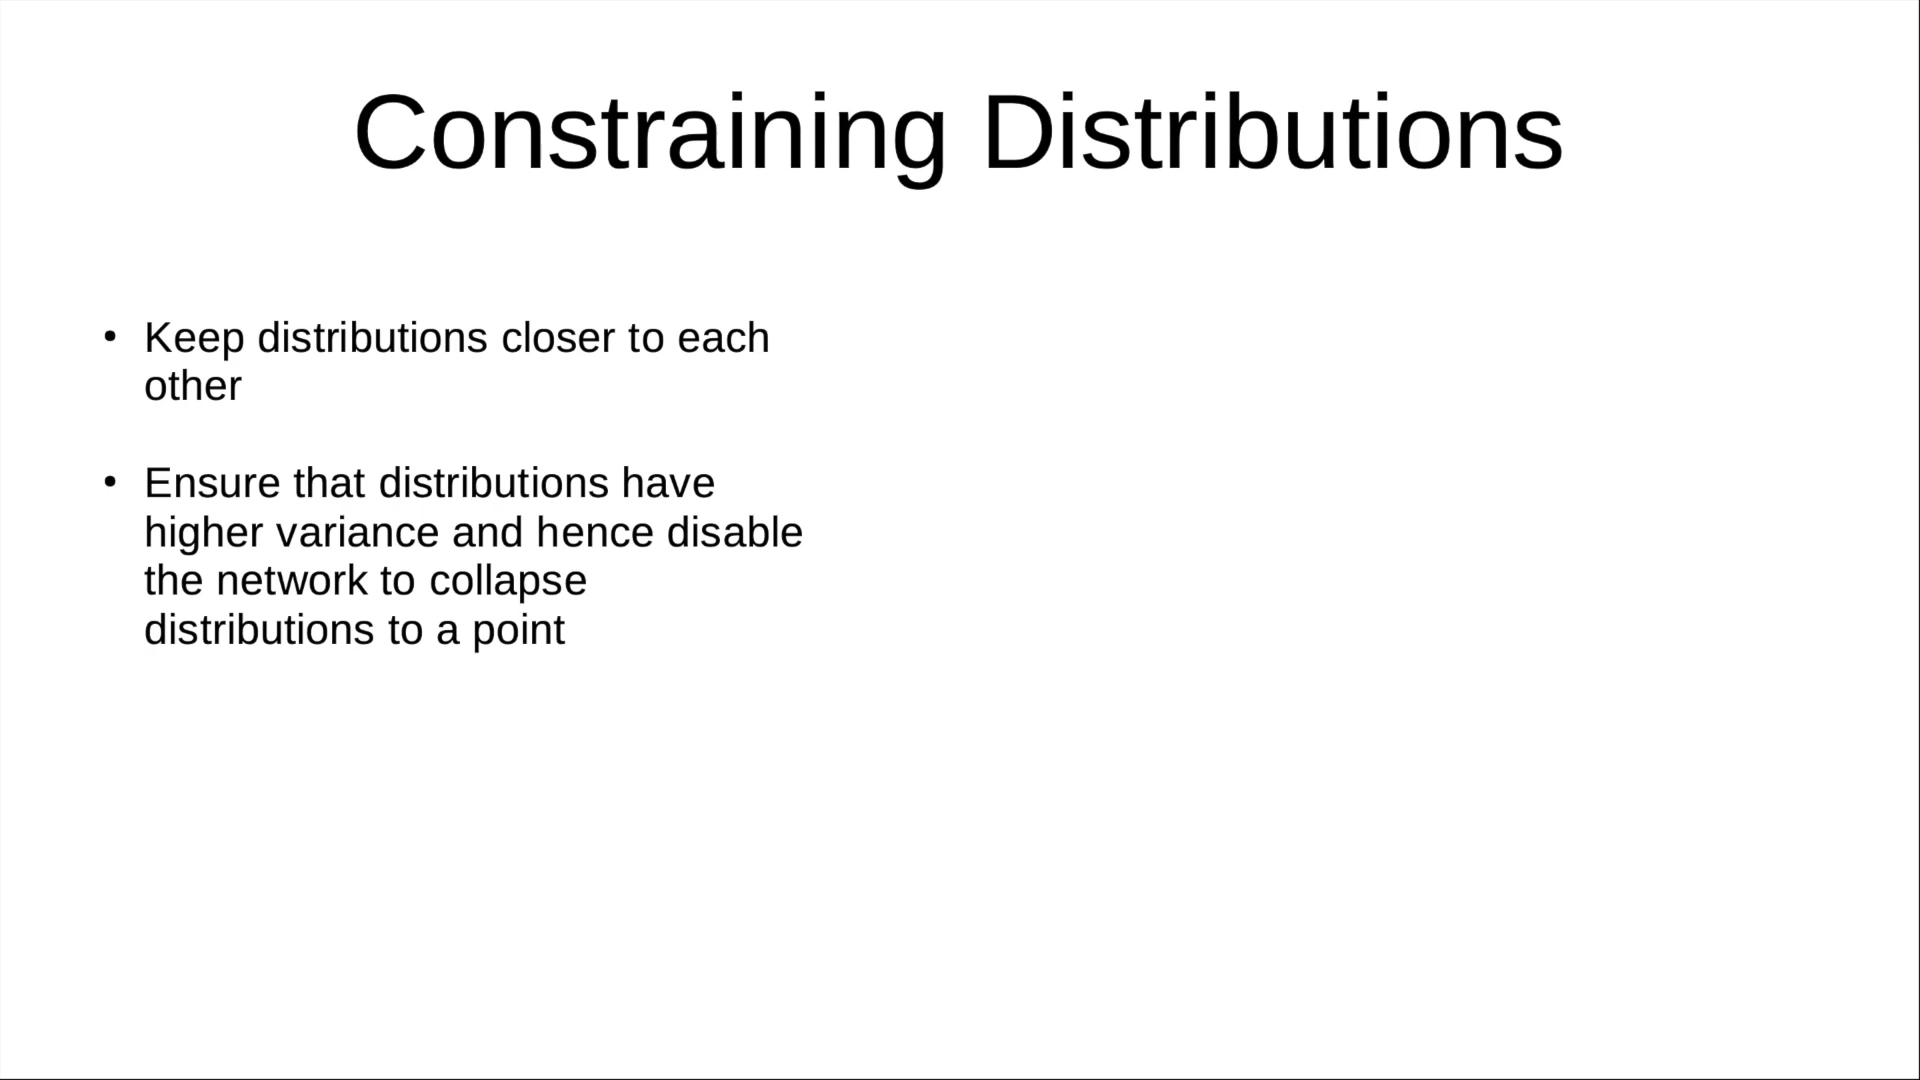 Constraining Distributions
• Keep distributions closer to each
other
• Ensure that distributions have
higher variance and hence disable
the network to collapse
distributions to a point